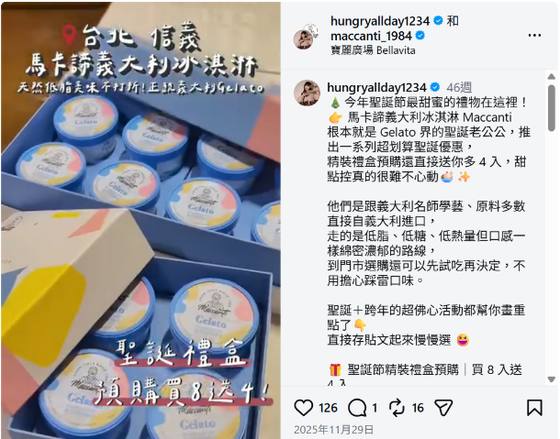 台北 信義
馬卡諦義大利冰淇淋
天然低脂美味不打折!正統義大利Gelato
Gelato
Gelato
Gelato
Gelato
Maccanti
聖誕禮盒
預購買8送4!
hungryallday1234 和
maccanti_1984
寶麗廣場 Bellavita
hungryallday1234 46週
🎄今年聖誕節最甜蜜的禮物在這裡！
👉 馬卡諦義大利冰淇淋 Maccanti
根本就是 Gelato 界的聖誕老公公，推
出一系列超划算聖誕優惠，
精裝禮盒預購還直接送你多 4 入，甜
點控真的很難不心動🍧✨
他們是跟義大利名師學藝、原料多數
直接自義大利進口，
走的是低脂、低糖、低熱量但口感一
樣綿密濃郁的路線，
到門市選購還可以先試吃再決定，不
用擔心踩雷口味。
聖誕＋跨年的超佛心活動都幫你畫重
點了👇
直接存貼文起來慢慢選 😝
🎁 聖誕節精裝禮盒預購｜買 8 入送
4 入
126 1 16
2025年11月29日